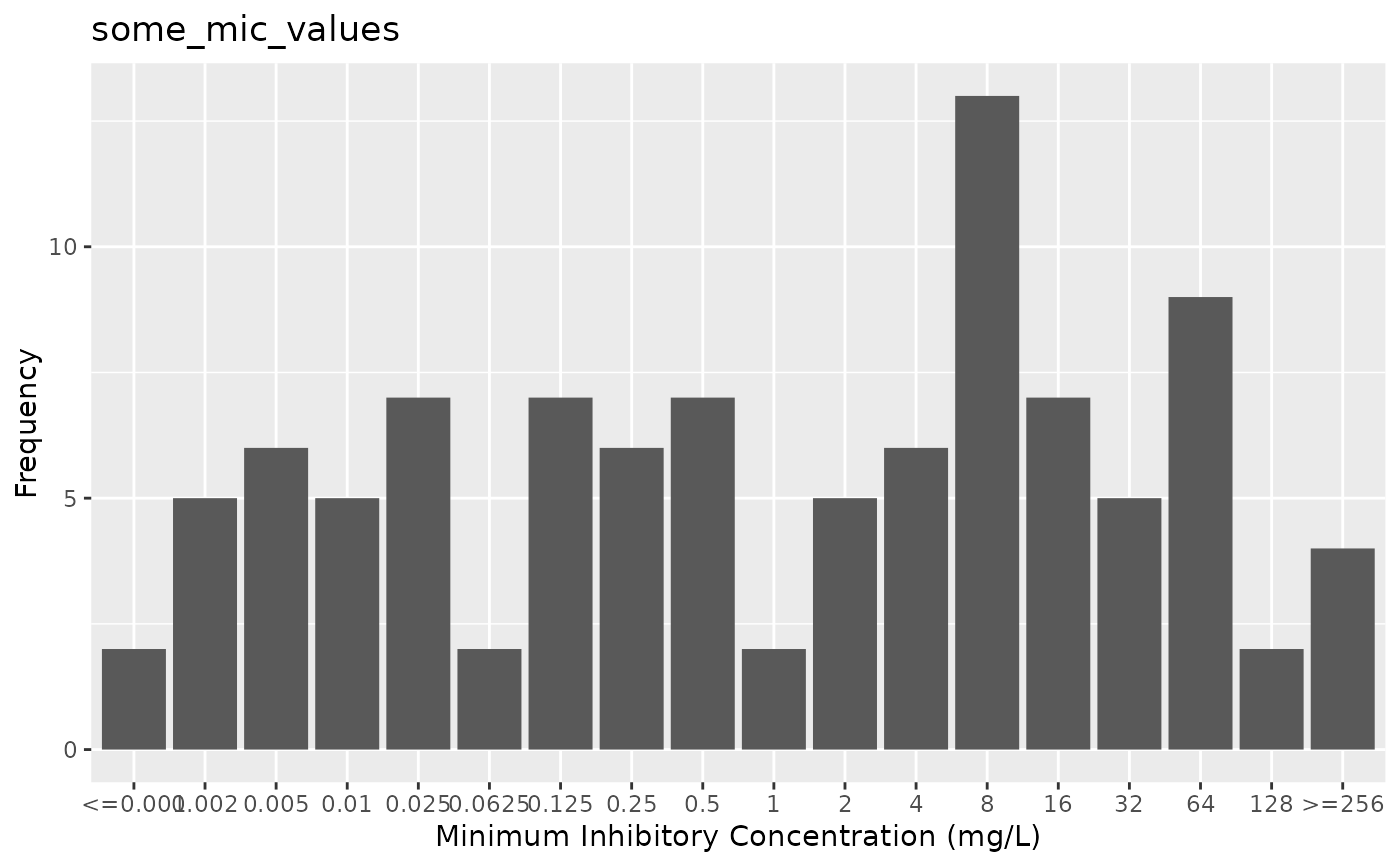 some_mic_values
Frequency
10
5
0
<=0.001 0.002 0.005 0.01 0.025 0.0625 0.125 0.25 0.5 1 2 4 8 16 32 64 128 >=256
Minimum Inhibitory Concentration (mg/L)